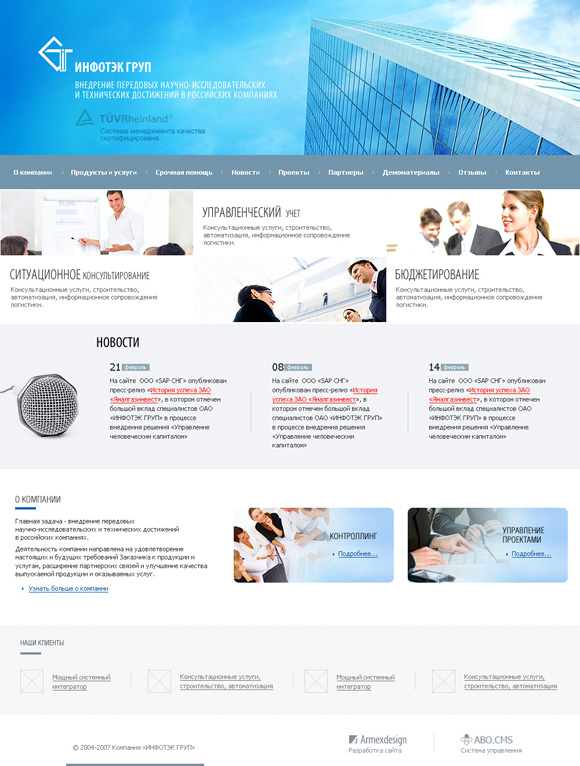 ИНФОТЭК ГРУП
ВНЕДРЕНИЕ ПЕРЕДОВЫХ НАУЧНО-ИССЛЕДОВАТЕЛЬСКИХ
И ТЕХНИЧЕСКИХ ДОСТИЖЕНИЙ В РОССИЙСКИХ КОМПАНИЯХ
TÜVRheinland®
Система менеджмента качества
сертифицирована
О компании Продукты и услуги Срочная помощь Новости Проекты Партнеры Демоматериалы Отзывы Контакты
УПРАВЛЕНЧЕСКИЙ УЧЕТ
Консультационные услуги, строительство,
автоматизация, информационное сопровождение
логистики.
СИТУАЦИОННОЕ КОНСУЛЬТИРОВАНИЕ
Консультационные услуги, строительство,
автоматизация, информационное сопровождение
логистики.
БЮДЖЕТИРОВАНИЕ
Консультационные услуги, строительство,
автоматизация, информационное сопровождение
логистики.
НОВОСТИ
21 февраль
На сайте ООО «SAP СНГ» опубликован
пресс-релиз «История успеха ЗАО
«Ямалгазинвест», в котором отмечен
большой вклад специалистов ОАО
«ИНФОТЭК ГРУП» в процессе
внедрения решения «Управление
человеческим капиталом»
08 февраль
На сайте ООО «SAP СНГ»
опубликован пресс-релиз «История
успеха ЗАО «Ямалгазинвест», в
котором отмечен большой вклад
специалистов ОАО «ИНФОТЭК ГРУП»
в процессе внедрения решения
«Управление человеческим
капиталом»
14 февраль
На сайте ООО «SAP СНГ» опубликован
пресс-релиз «История успеха ЗАО
«Ямалгазинвест», в котором отмечен
большой вклад специалистов ОАО
«ИНФОТЭК ГРУП» в процессе
внедрения решения «Управление
человеческим капиталом»
О КОМПАНИИ
Главная задача - внедрение передовых
научно-исследовательских и технических достижений
в российских компаниях.
Деятельность компании направлена на удовлетворение
настоящих и будущих требований Заказчика к продукции и
услугам, расширение партнерских связей и улучшение качества
выпускаемой продукции и оказываемых услуг.
Узнать больше о компании
КОНТРОЛЛИНГ
Подробнее...
УПРАВЛЕНИЕ
ПРОЕКТАМИ
Подробнее...
НАШИ КЛИЕНТЫ
Мощный системный
интегратор
Консультационные услуги,
строительство, автоматизация
Мощный системный
интегратор
Консультационные услуги,
строительство, автоматизация
© 2004-2007 Компания «ИНФОТЭК ГРУП»
Armexdesign
Разработка сайта
ABO.CMS
Система управления